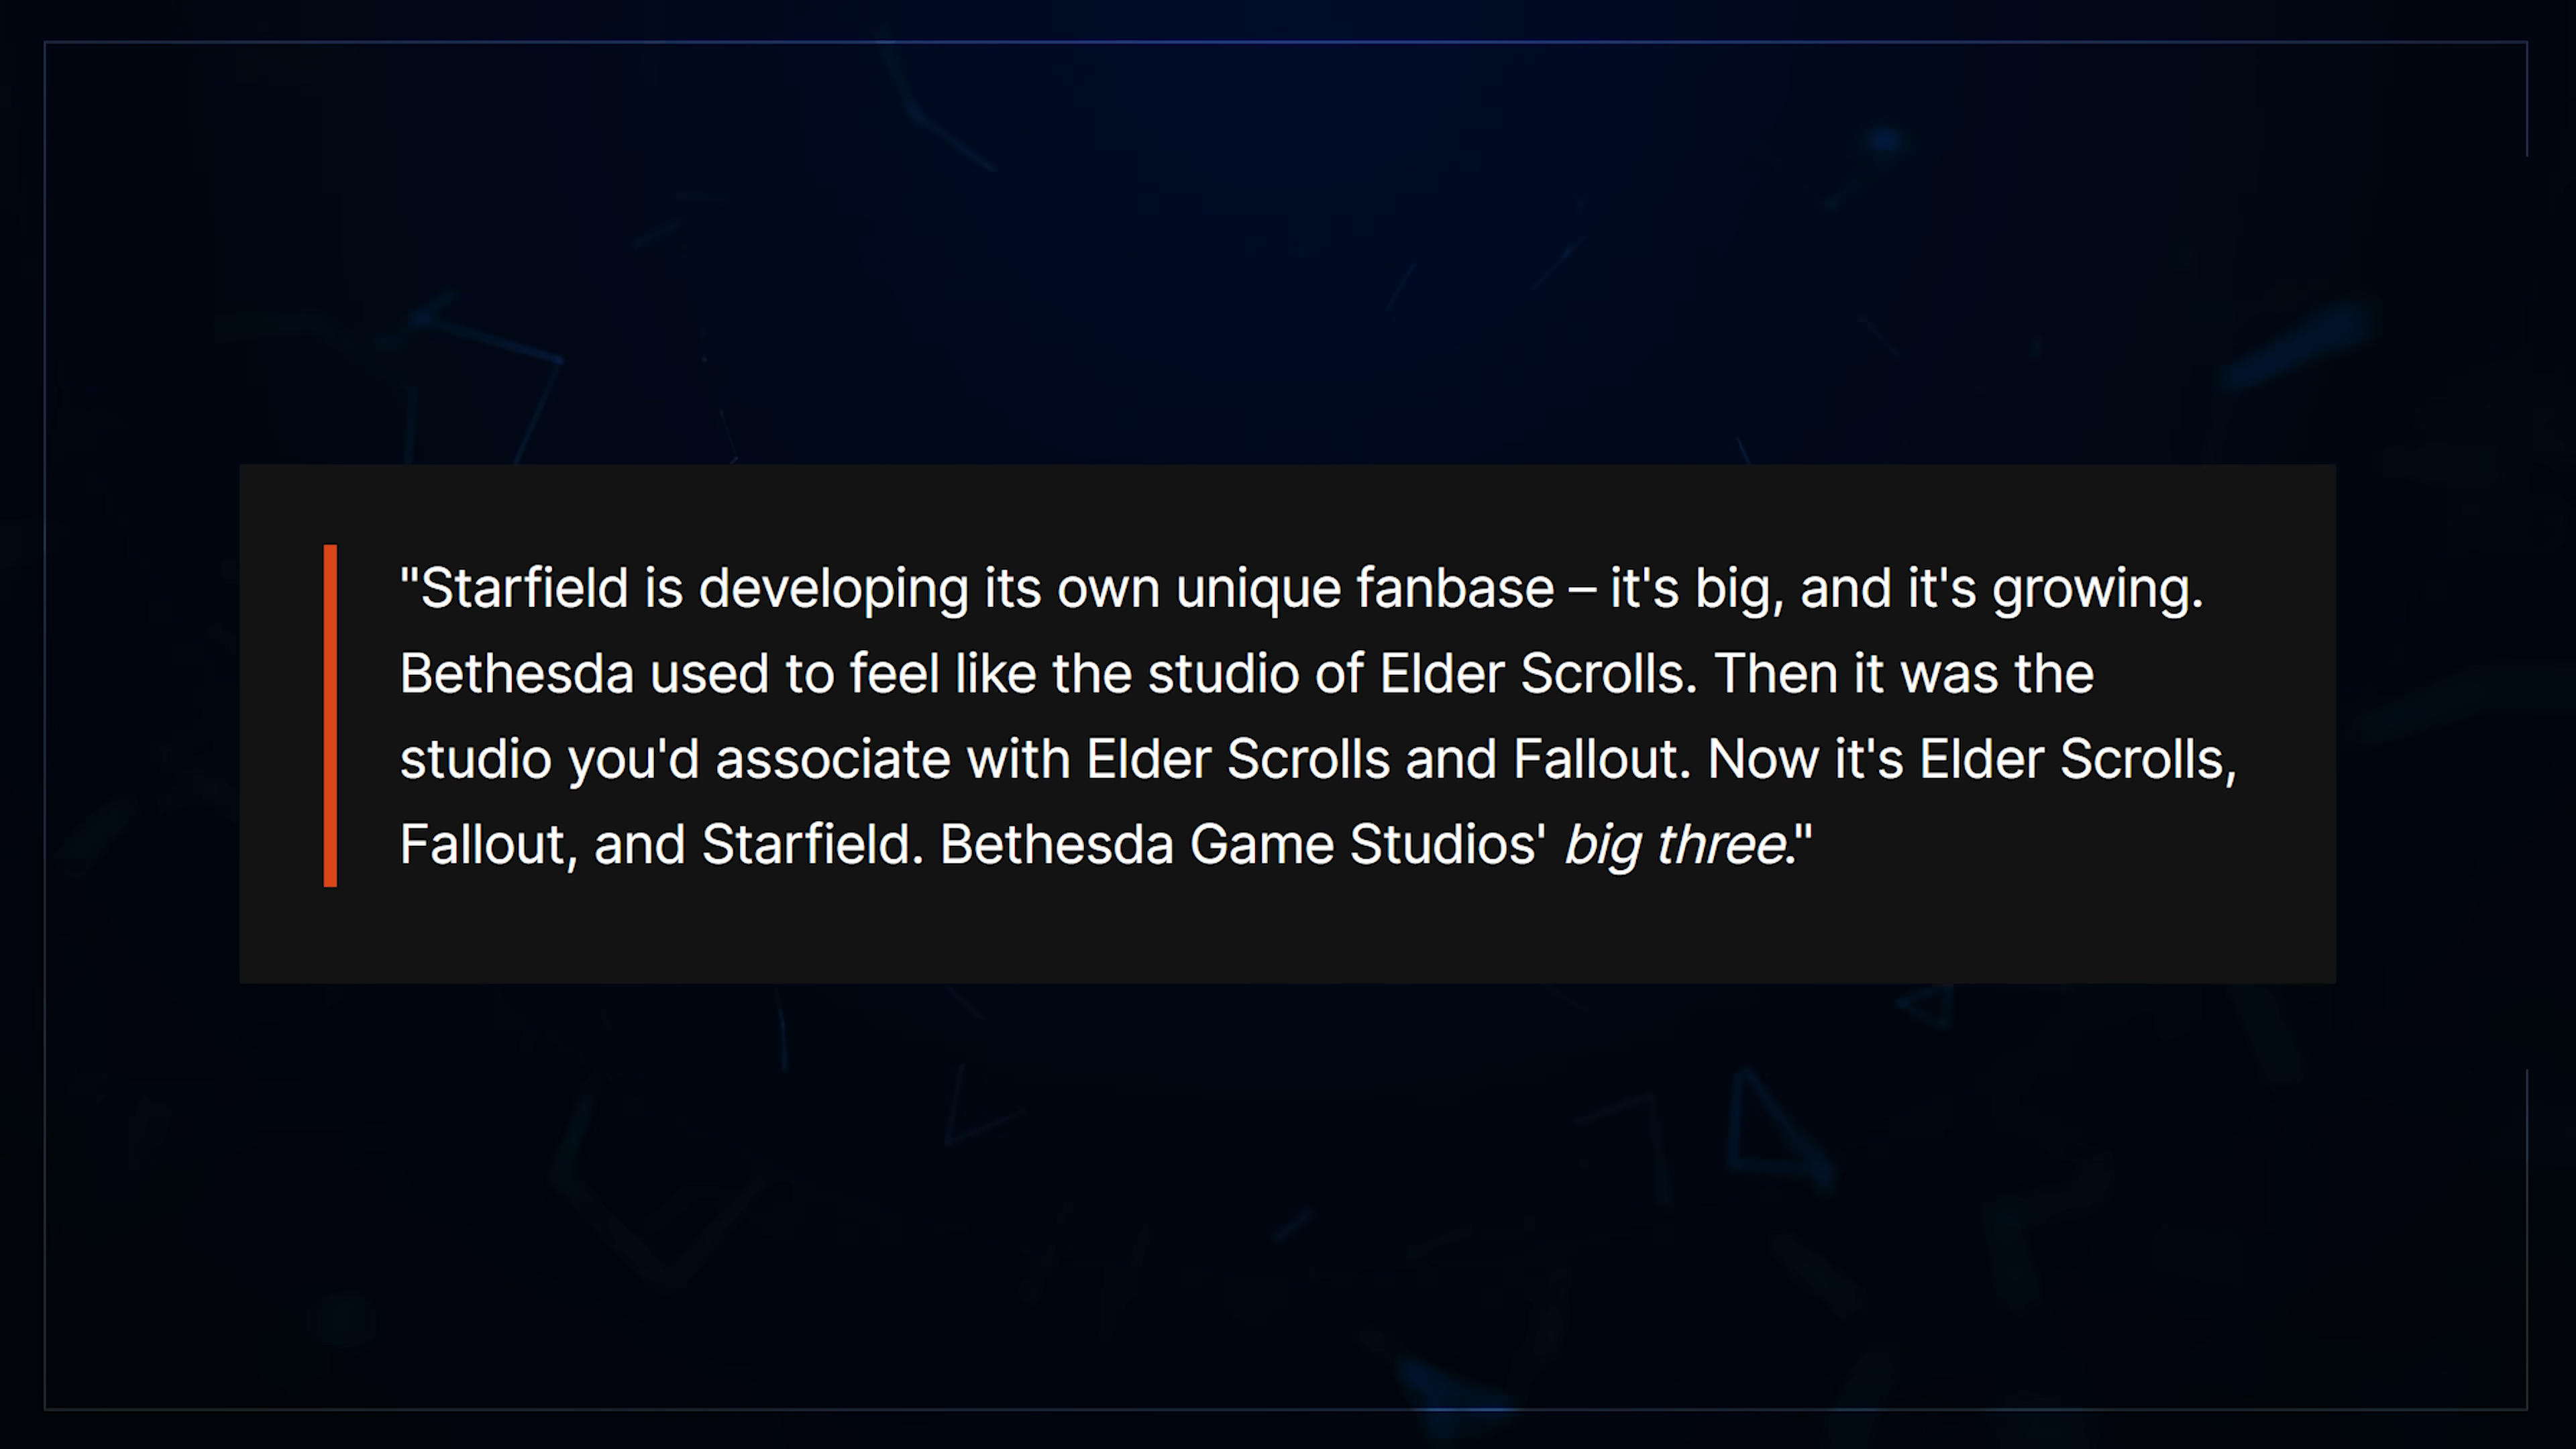 "Starfield is developing its own unique fanbase – it's big, and it's growing.
Bethesda used to feel like the studio of Elder Scrolls. Then it was the
studio you'd associate with Elder Scrolls and Fallout. Now it's Elder Scrolls,
Fallout, and Starfield. Bethesda Game Studios' big three."